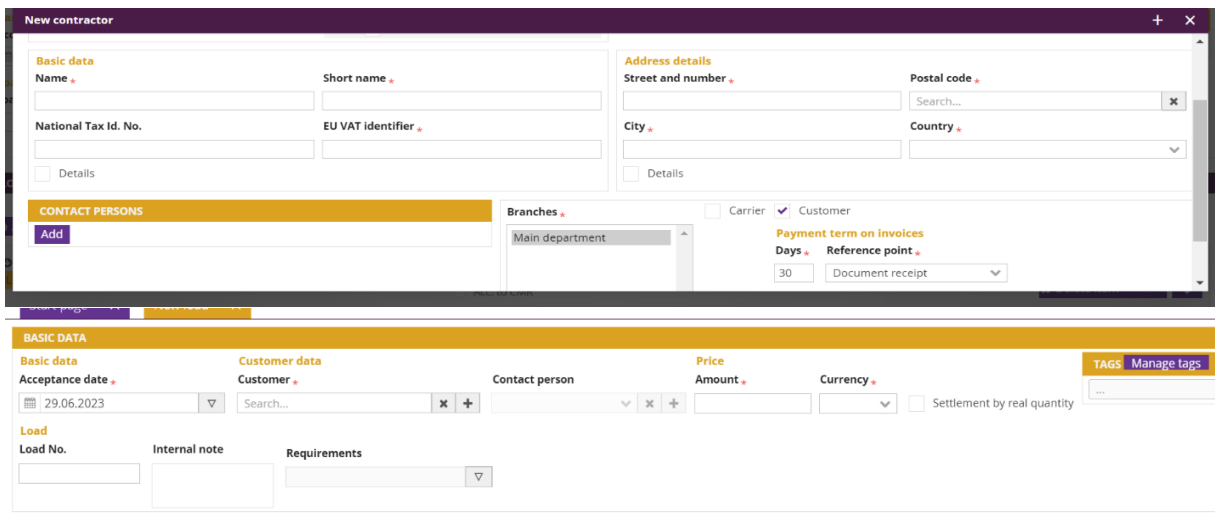 New contractor
Basic data
Address details
Name *
Short name *
Street and number *
Postal code *
Search...
National Tax Id. No.
EU VAT identifier *
City *
Country *
Details
Details
CONTACT PERSONS
Add
Branches *
Main department
Carrier
Customer
Payment term on invoices
Days *
Reference point *
30
Document receipt
BASIC DATA
Basic data
Customer data
Price
TAGS
Manage tags
Acceptance date *
Customer *
Contact person
Amount *
Currency *
29.06.2023
Search...
Settlement by real quantity
...
Load
Load No.
Internal note
Requirements